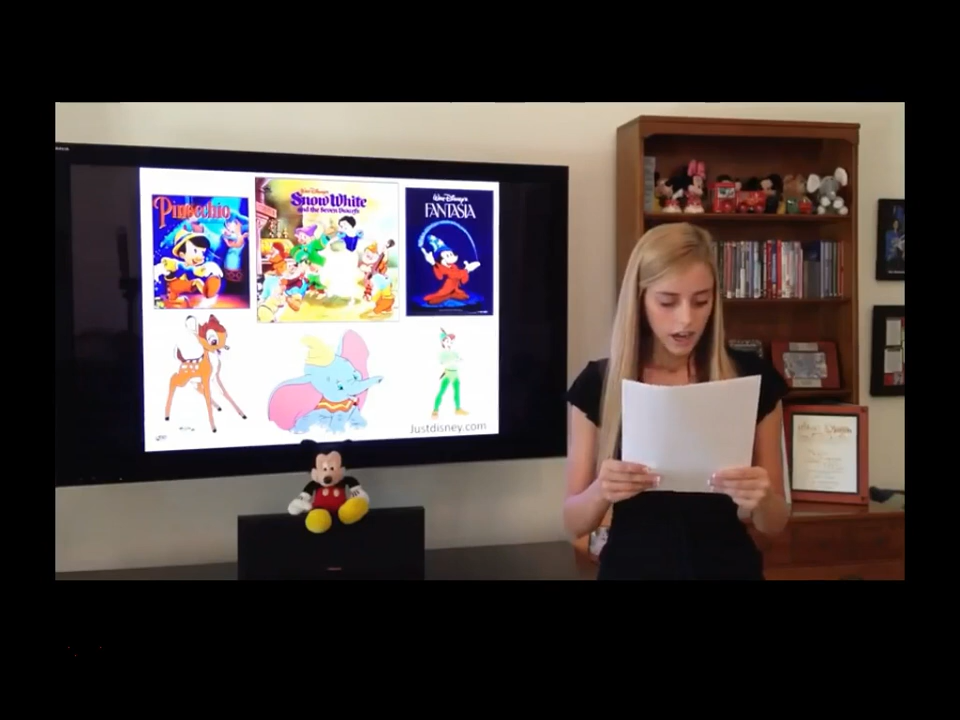 Pinocchio
Walt Disney's
Snow White
and the Seven Dwarfs
Walt Disney's
FANTASIA
Justdisney.com